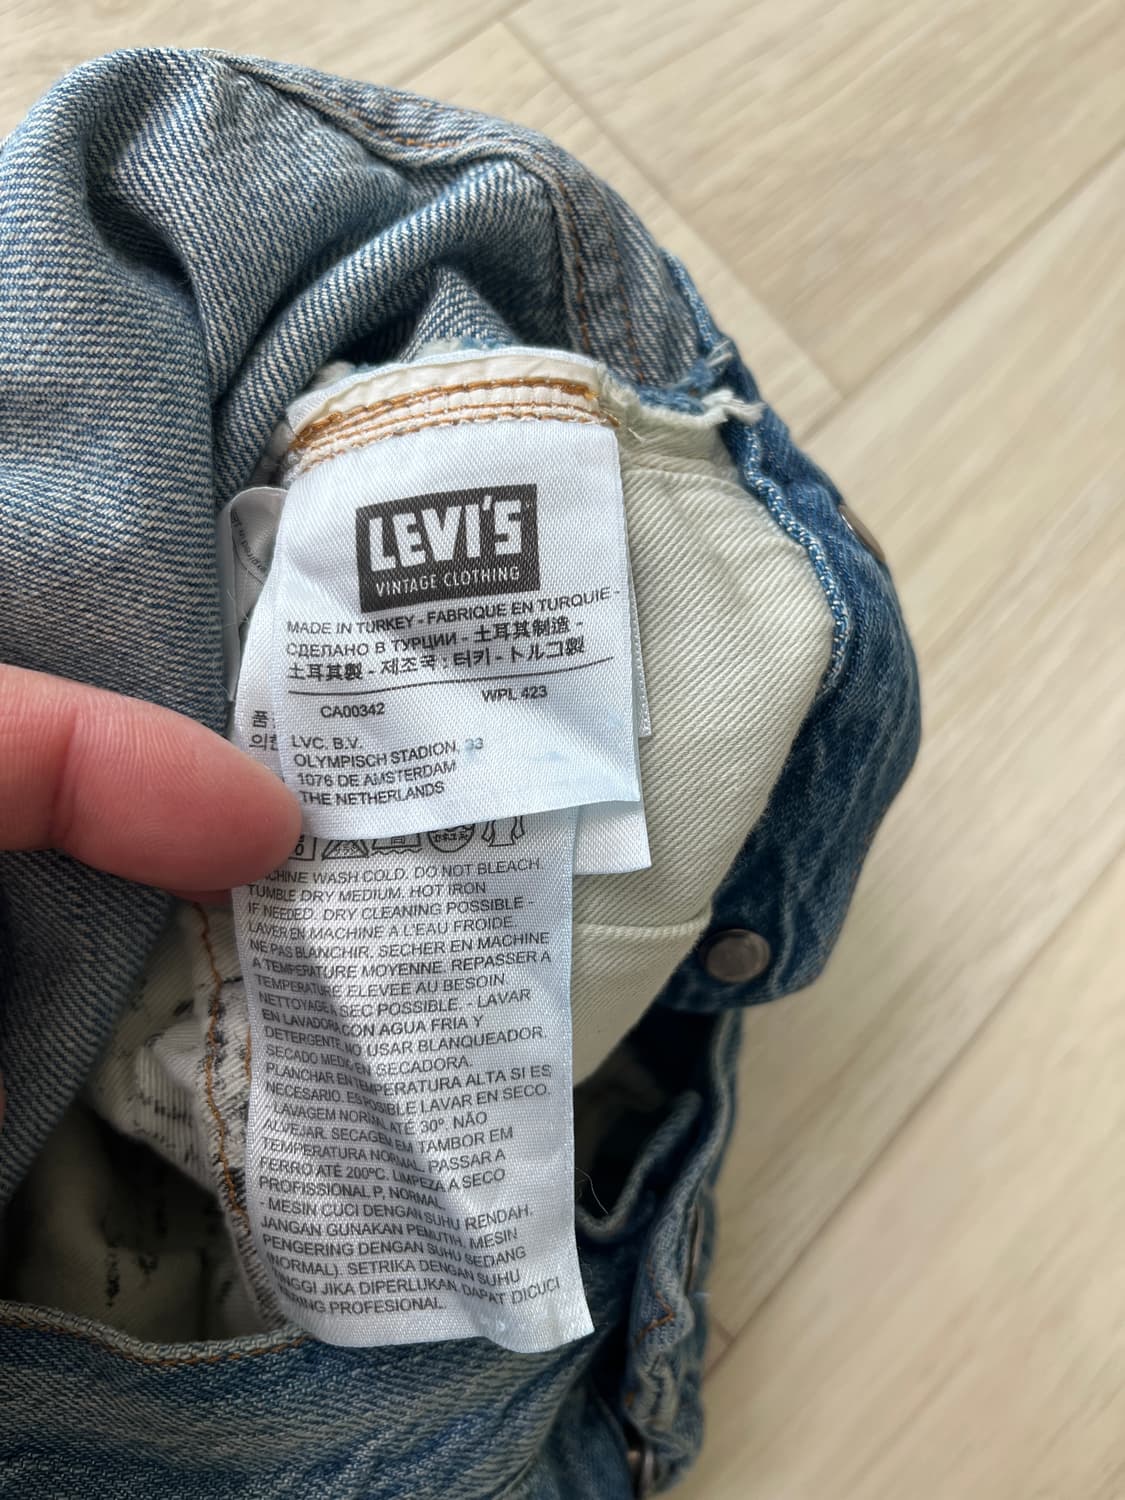 LEVI'S
VINTAGE CLOTHING
MADE IN TURKEY - FABRIQUE EN TURQUIE -
СДЕЛАНО В ТУРЦИИ - 土耳其制造 -
土耳其製 - 제조국 : 터키 - トルコ製
CA00342 WPL 423
품
의
LVC. B.V.
OLYMPISCH STADION, 33
1076 DE AMSTERDAM
THE NETHERLANDS
MACHINE WASH COLD. DO NOT BLEACH.
TUMBLE DRY MEDIUM. HOT IRON
IF NEEDED. DRY CLEANING POSSIBLE -
LAVER EN MACHINE A L'EAU FROIDE.
NE PAS BLANCHIR. SECHER EN MACHINE
A TEMPERATURE MOYENNE. REPASSER A
TEMPERATURE ELEVEE AU BESOIN.
NETTOYAGE A SEC POSSIBLE. - LAVAR
EN LAVADORA CON AGUA FRIA Y
DETERGENTE. NO USAR BLANQUEADOR.
SECADO MEDIO EN SECADORA.
PLANCHAR EN TEMPERATURA ALTA SI ES
NECESARIO. ES POSIBLE LAVAR EN SECO.
- LAVAGEM NORMAL ATÉ 30º. NÃO
ALVEJAR. SECAGEM EM TAMBOR EM
TEMPERATURA NORMAL. PASSAR A
FERRO ATÉ 200ºC. LIMPEZA A SECO
PROFISSIONAL P, NORMAL.
- MESIN CUCI DENGAN SUHU RENDAH.
JANGAN GUNAKAN PEMUTIH. MESIN
PENGERING DENGAN SUHU SEDANG
(NORMAL). SETRIKA DENGAN SUHU
TINGGI JIKA DIPERLUKAN. DAPAT DICUCI
KERING PROFESIONAL.